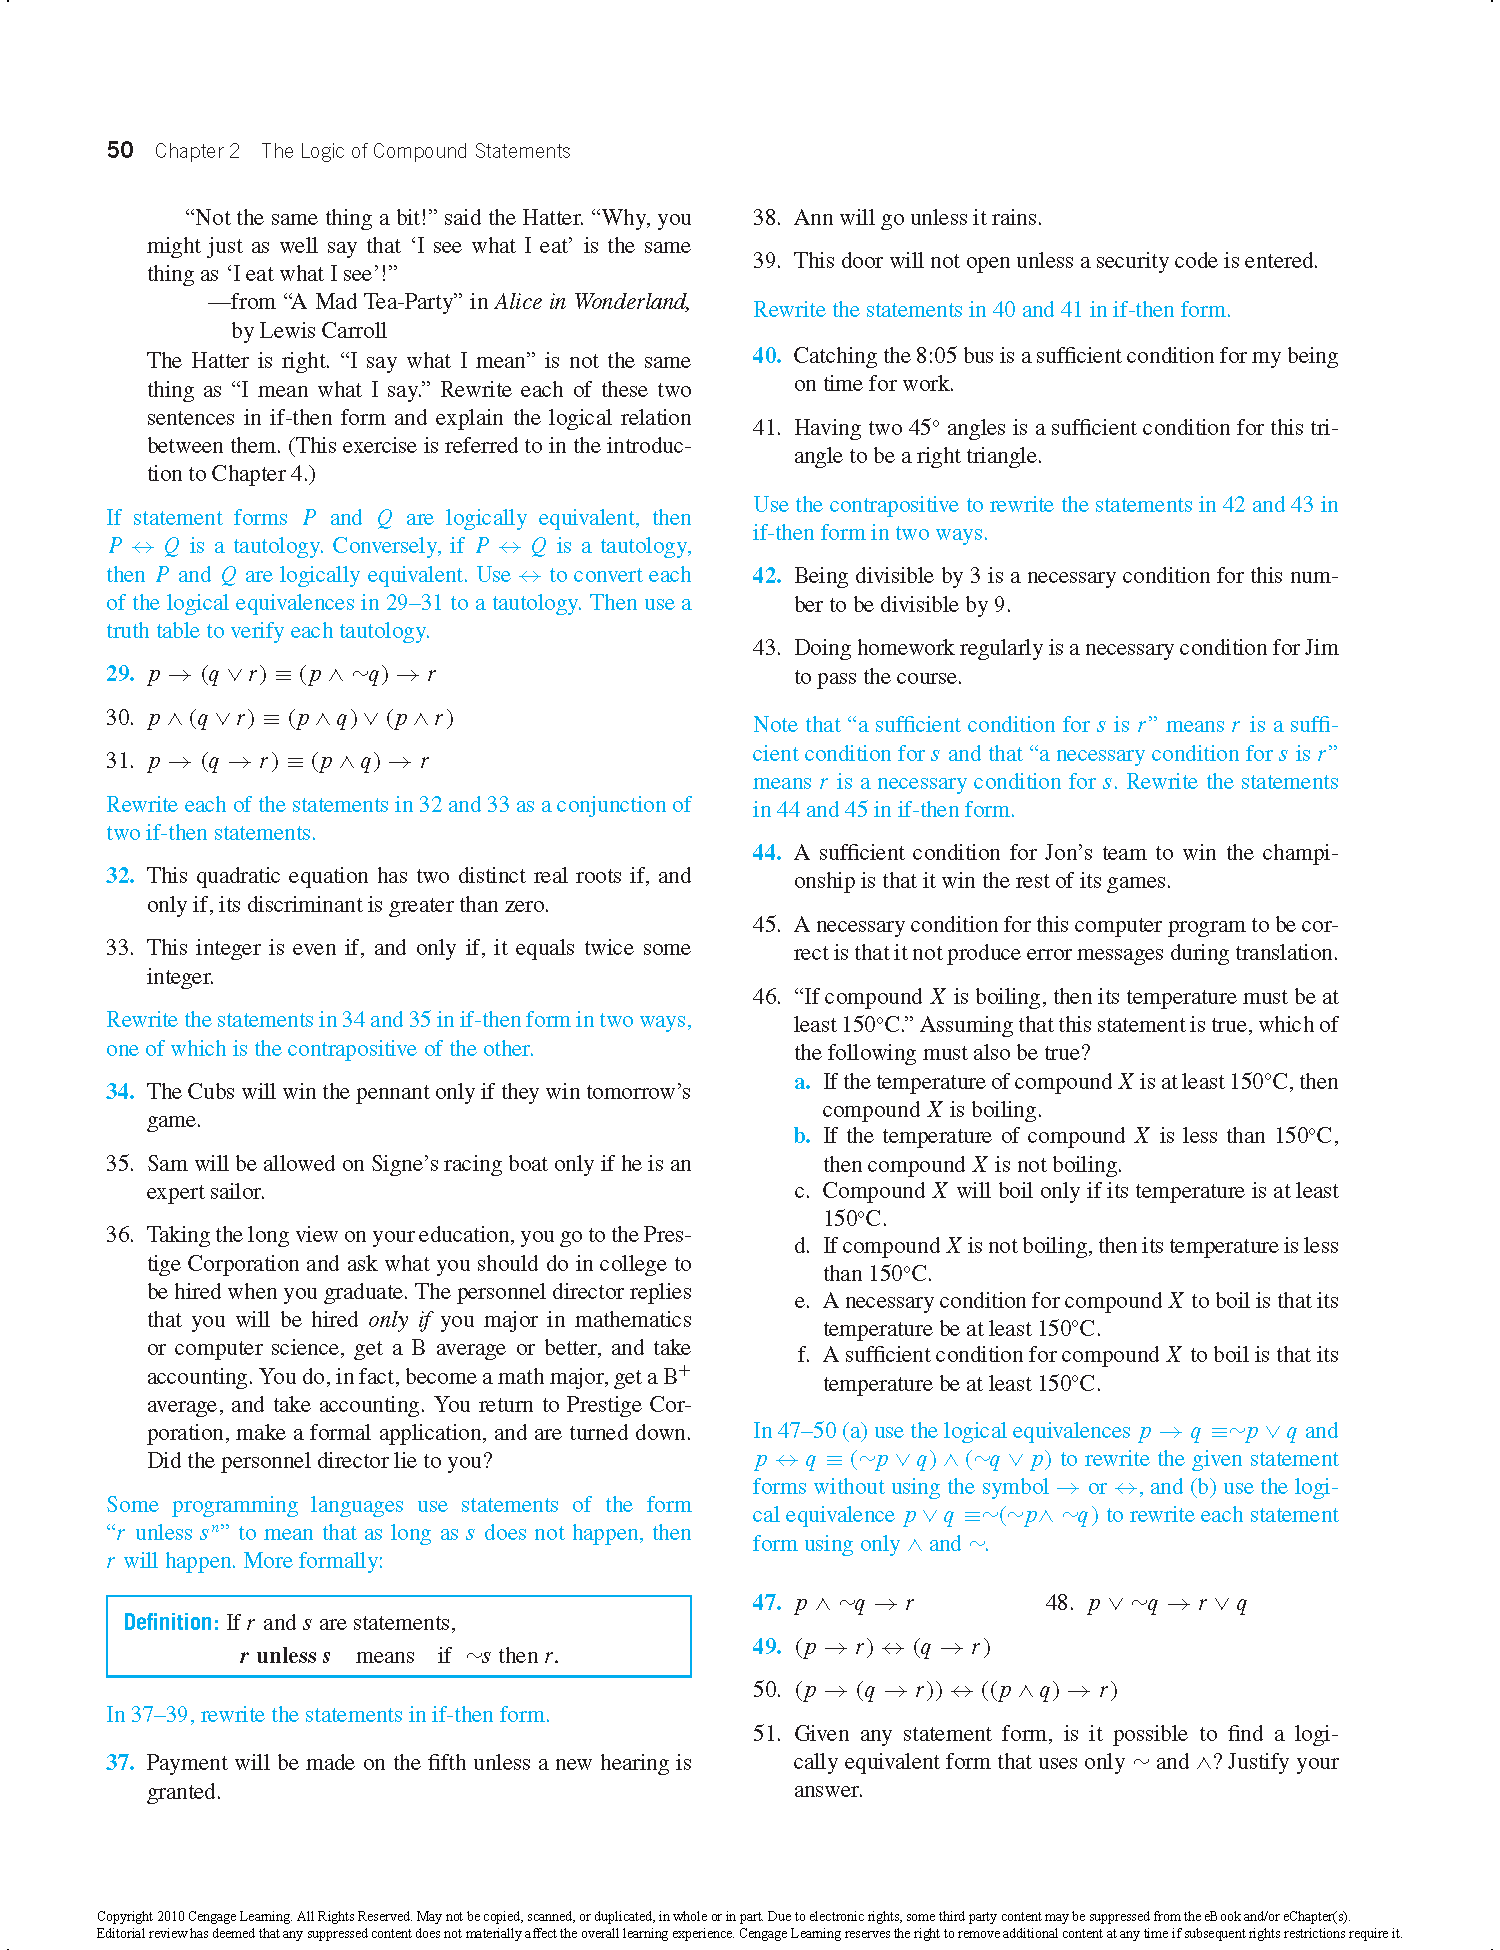 50 Chapter 2 The Logic of Compound Statements
“Not the same thing a bit!” said the Hatter. “Why, you
might just as well say that ‘I see what I eat’ is the same
thing as ‘I eat what I see’!”
—from “A Mad Tea-Party” in Alice in Wonderland,
by Lewis Carroll
The Hatter is right. “I say what I mean” is not the same
thing as “I mean what I say.” Rewrite each of these two
sentences in if-then form and explain the logical relation
between them. (This exercise is referred to in the introduc-
tion to Chapter 4.)
If statement forms P and Q are logically equivalent, then
P ↔ Q is a tautology. Conversely, if P ↔ Q is a tautology,
then P and Q are logically equivalent. Use ↔ to convert each
of the logical equivalences in 29–31 to a tautology. Then use a
truth table to verify each tautology.
29. p → (q ∨ r) ≡ (p ∧ ~q) → r
30. p ∧ (q ∨ r) ≡ (p ∧ q) ∨ (p ∧ r)
31. p → (q → r) ≡ (p ∧ q) → r
Rewrite each of the statements in 32 and 33 as a conjunction of
two if-then statements.
32. This quadratic equation has two distinct real roots if, and
only if, its discriminant is greater than zero.
33. This integer is even if, and only if, it equals twice some
integer.
Rewrite the statements in 34 and 35 in if-then form in two ways,
one of which is the contrapositive of the other.
34. The Cubs will win the pennant only if they win tomorrow’s
game.
35. Sam will be allowed on Signe’s racing boat only if he is an
expert sailor.
36. Taking the long view on your education, you go to the Pres-
tige Corporation and ask what you should do in college to
be hired when you graduate. The personnel director replies
that you will be hired only if you major in mathematics
or computer science, get a B average or better, and take
accounting. You do, in fact, become a math major, get a B⁺
average, and take accounting. You return to Prestige Cor-
poration, make a formal application, and are turned down.
Did the personnel director lie to you?
Some programming languages use statements of the form
“r unless sⁿ” to mean that as long as s does not happen, then
r will happen. More formally:
Definition: If r and s are statements,
r unless s means if ~s then r.
In 37–39, rewrite the statements in if-then form.
37. Payment will be made on the fifth unless a new hearing is
granted.
38. Ann will go unless it rains.
39. This door will not open unless a security code is entered.
Rewrite the statements in 40 and 41 in if-then form.
40. Catching the 8:05 bus is a sufficient condition for my being
on time for work.
41. Having two 45° angles is a sufficient condition for this tri-
angle to be a right triangle.
Use the contrapositive to rewrite the statements in 42 and 43 in
if-then form in two ways.
42. Being divisible by 3 is a necessary condition for this num-
ber to be divisible by 9.
43. Doing homework regularly is a necessary condition for Jim
to pass the course.
Note that “a sufficient condition for s is r” means r is a suffi-
cient condition for s and that “a necessary condition for s is r”
means r is a necessary condition for s. Rewrite the statements
in 44 and 45 in if-then form.
44. A sufficient condition for Jon’s team to win the champi-
onship is that it win the rest of its games.
45. A necessary condition for this computer program to be cor-
rect is that it not produce error messages during translation.
46. “If compound X is boiling, then its temperature must be at
least 150°C.” Assuming that this statement is true, which of
the following must also be true?
a. If the temperature of compound X is at least 150°C, then
compound X is boiling.
b. If the temperature of compound X is less than 150°C,
then compound X is not boiling.
c. Compound X will boil only if its temperature is at least
150°C.
d. If compound X is not boiling, then its temperature is less
than 150°C.
e. A necessary condition for compound X to boil is that its
temperature be at least 150°C.
f. A sufficient condition for compound X to boil is that its
temperature be at least 150°C.
In 47–50 (a) use the logical equivalences p → q ≡~p ∨ q and
p ↔ q ≡ (~p ∨ q) ∧ (~q ∨ p) to rewrite the given statement
forms without using the symbol → or ↔, and (b) use the logi-
cal equivalence p ∨ q ≡~(~p∧ ~q) to rewrite each statement
form using only ∧ and ~.
47. p ∧ ~q → r 48. p ∨ ~q → r ∨ q
49. (p → r) ↔ (q → r)
50. (p → (q → r)) ↔ ((p ∧ q) → r)
51. Given any statement form, is it possible to find a logi-
cally equivalent form that uses only ~ and ∧? Justify your
answer.
Copyright 2010 Cengage Learning. All Rights Reserved. May not be copied, scanned, or duplicated, in whole or in part. Due to electronic rights, some third party content may be suppressed from the eBook and/or eChapter(s).
Editorial review has deemed that any suppressed content does not materially affect the overall learning experience. Cengage Learning reserves the right to remove additional content at any time if subsequent rights restrictions require it.